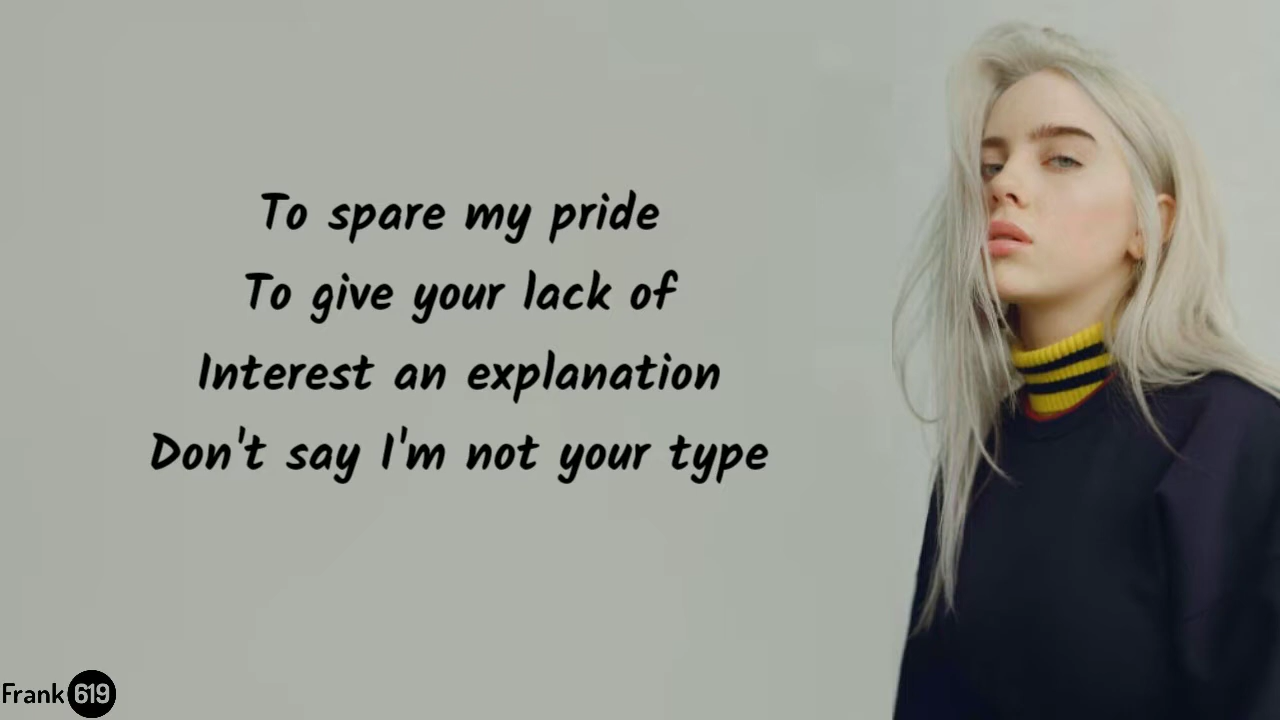 To spare my pride
To give your lack of
Interest an explanation
Don't say I'm not your type
Frank 619